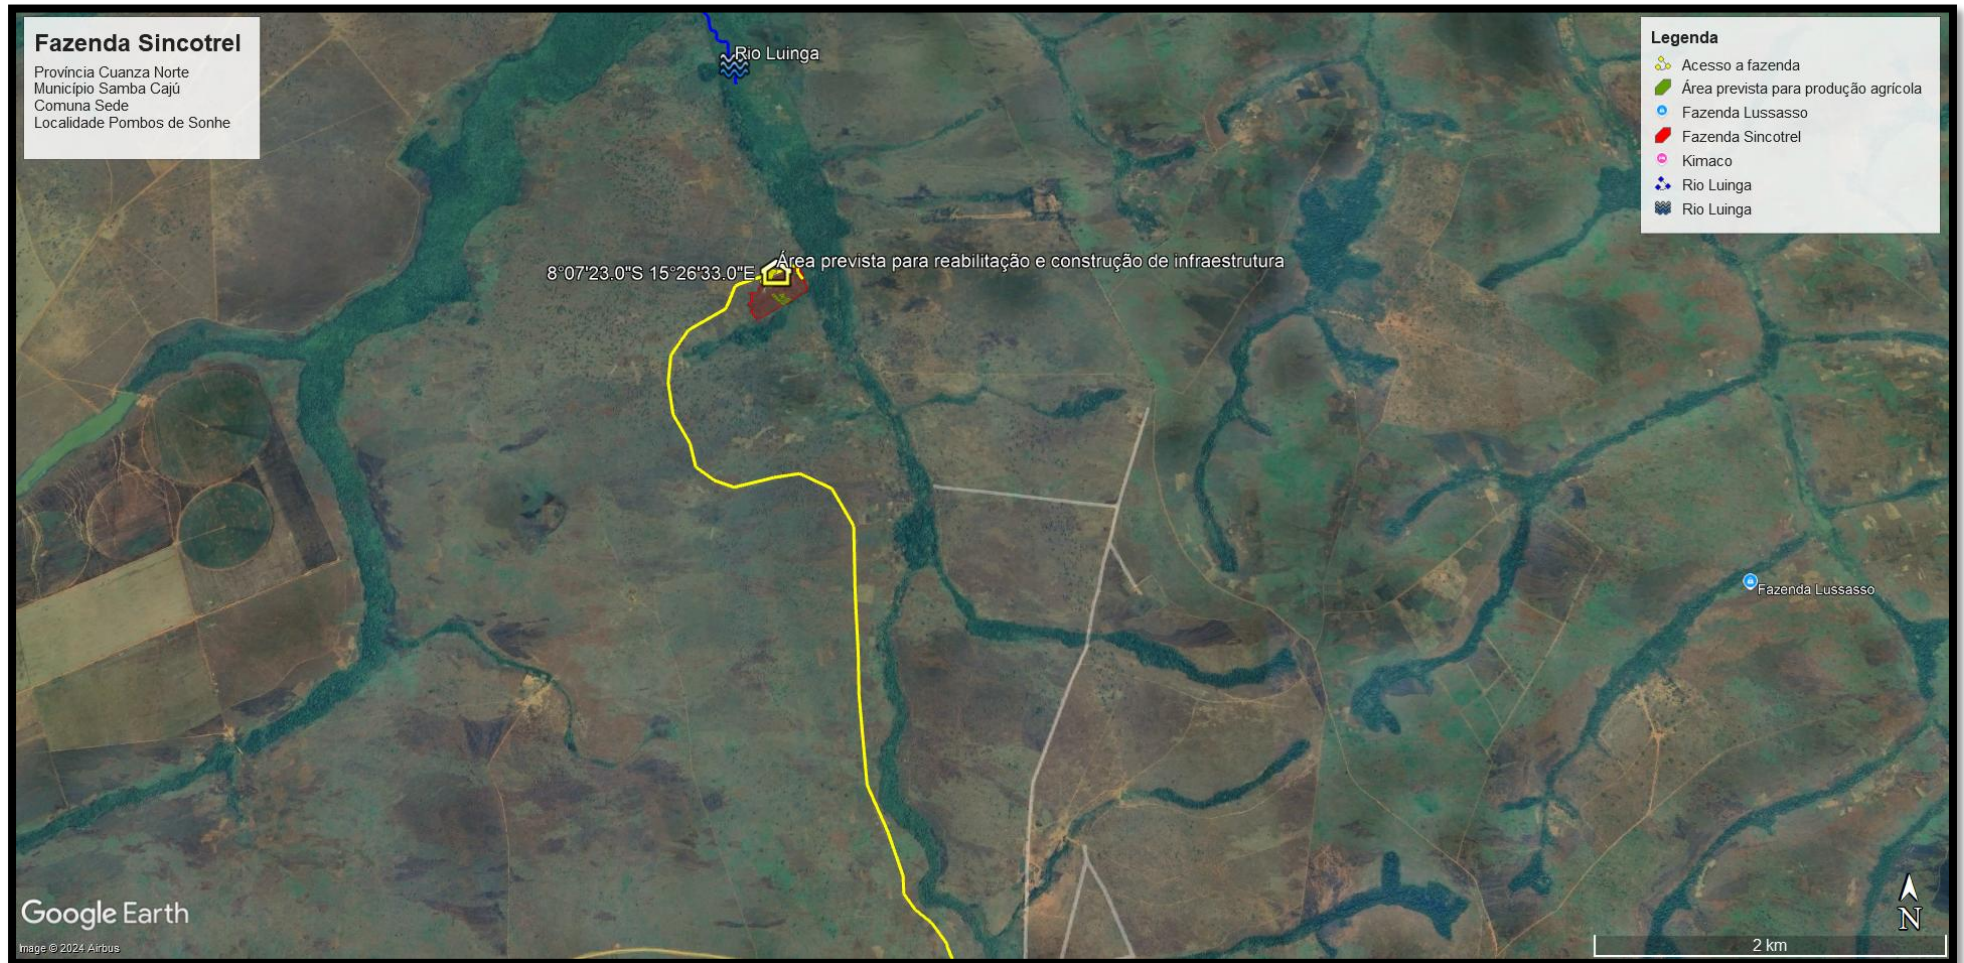 Fazenda Sincotrel
Província Cuanza Norte
Município Samba Cajú
Comuna Sede
Localidade Pombos de Sonhe
Rio Luinga
Legenda
Acesso a fazenda
Área prevista para produção agrícola
Fazenda Lussasso
Fazenda Sincotrel
Kimaco
Rio Luinga
Rio Luinga
Área prevista para reabilitação e construção de infraestrutura
8°07'23.0"S 15°26'33.0"E
Fazenda Lussasso
Google Earth
Image © 2024 Airbus
N
2 km